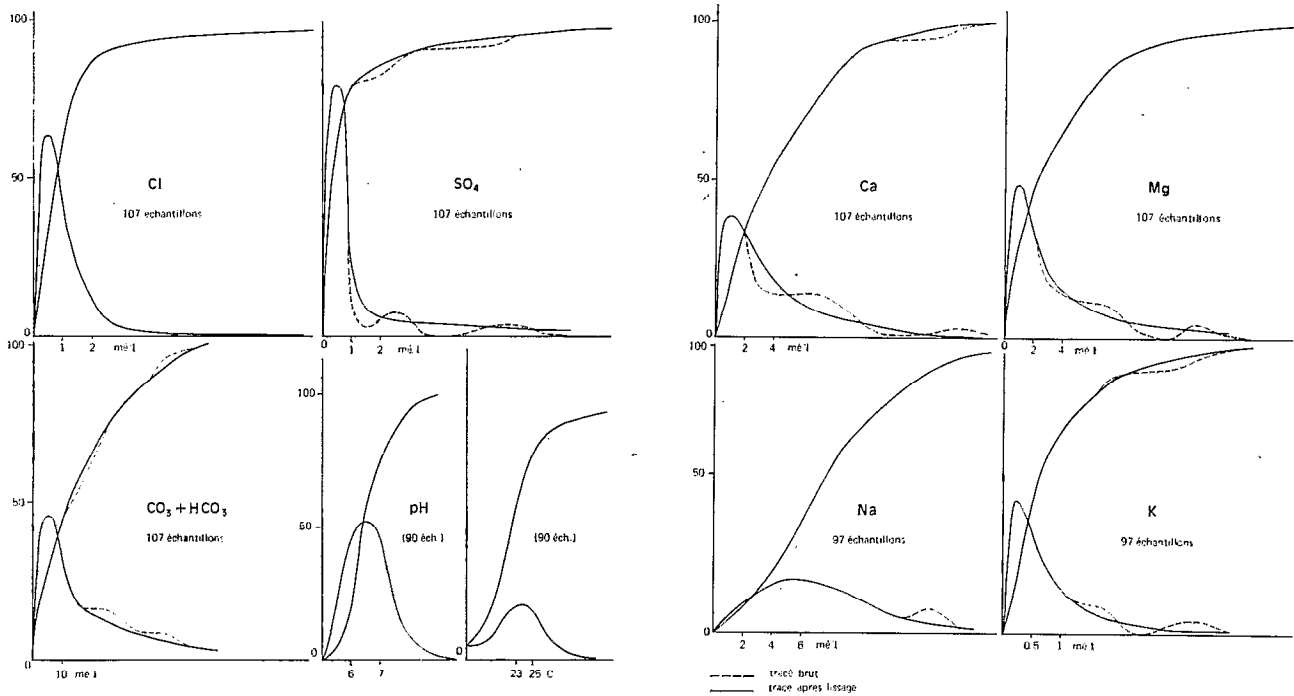 100
50
0
Cl
107 échantillons
1 2 mé l
SO₄
107 échantillons
0
1 2 mé l
100
50
0
CO₃ + HCO₃
107 échantillons
10 mé l
100
50
0
pH
(90 éch.)
6 7
(90 éch.)
0
23 25 C
100
50
0
Ca
107 échantillons
2 4 mé l
Mg
107 échantillons
0
2 4 mé l
100
50
0
Na
97 échantillons
2 4 6 mé l
K
97 échantillons
0
0.5 1 mé l
tracé brut
tracé après lissage